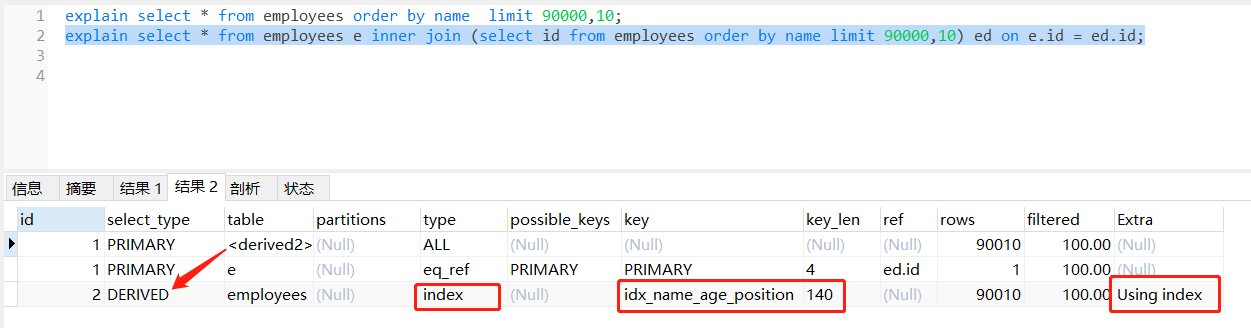 1 explain select * from employees order by name  limit 90000,10;
2 explain select * from employees e inner join (select id from employees order by name limit 90000,10) ed on e.id = ed.id;
3
4
信息 摘要 结果 1 结果 2 剖析 状态
id select_type table partitions type possible_keys key key_len ref rows filtered Extra
1 PRIMARY <derived2> (Null) ALL (Null) (Null) (Null) (Null) 90010 100.00 (Null)
1 PRIMARY e (Null) eq_ref PRIMARY PRIMARY 4 ed.id 1 100.00 (Null)
2 DERIVED employees (Null) index (Null) idx_name_age_position 140 (Null) 90010 100.00 Using index